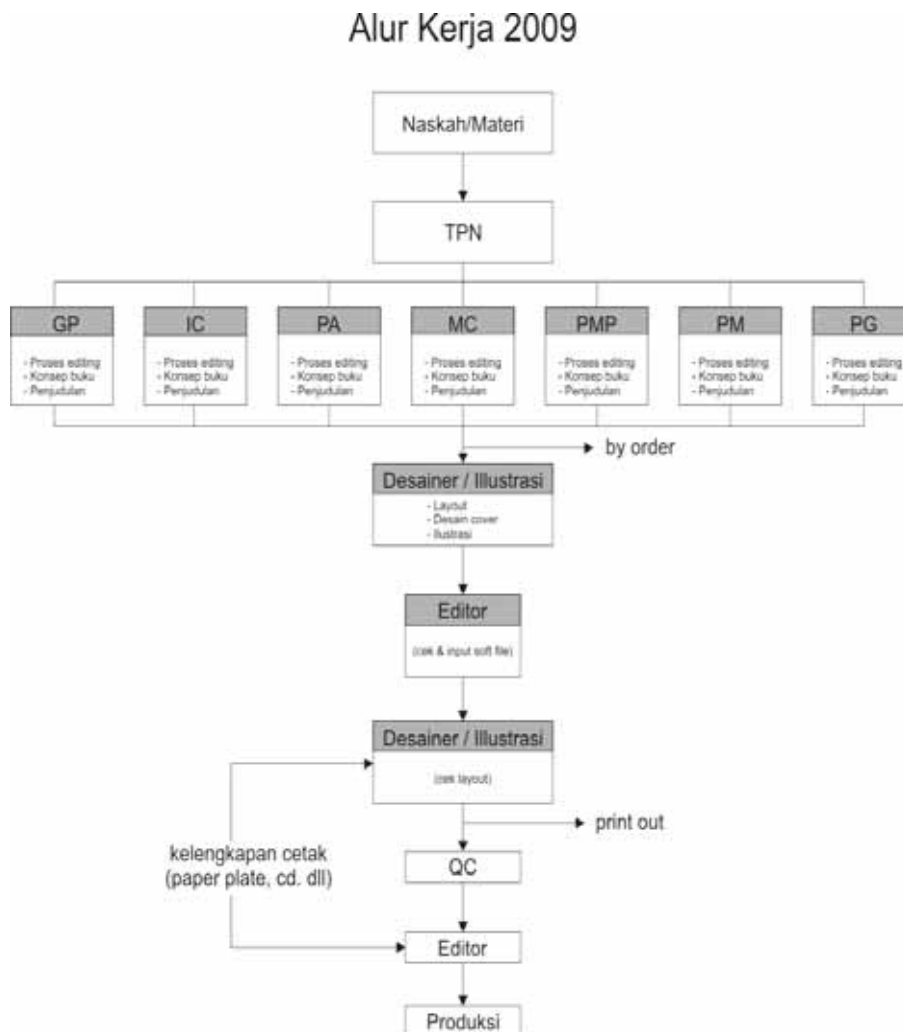 Alur Kerja 2009
Naskah/Materi
TPN
GP
- Proses editing
- Konsep buku
- Penjudulan
IC
- Proses editing
- Konsep buku
- Penjudulan
PA
- Proses editing
- Konsep buku
- Penjudulan
MC
- Proses editing
- Konsep buku
- Penjudulan
PMP
- Proses editing
- Konsep buku
- Penjudulan
PM
- Proses editing
- Konsep buku
- Penjudulan
PG
- Proses editing
- Konsep buku
- Penjudulan
by order
Desainer / Illustrasi
- Layout
- Desain cover
- Ilustrasi
Editor
(cek & input soft file)
Desainer / Illustrasi
(cek layout)
print out
kelengkapan cetak
(paper plate, cd. dll)
QC
Editor
Produksi